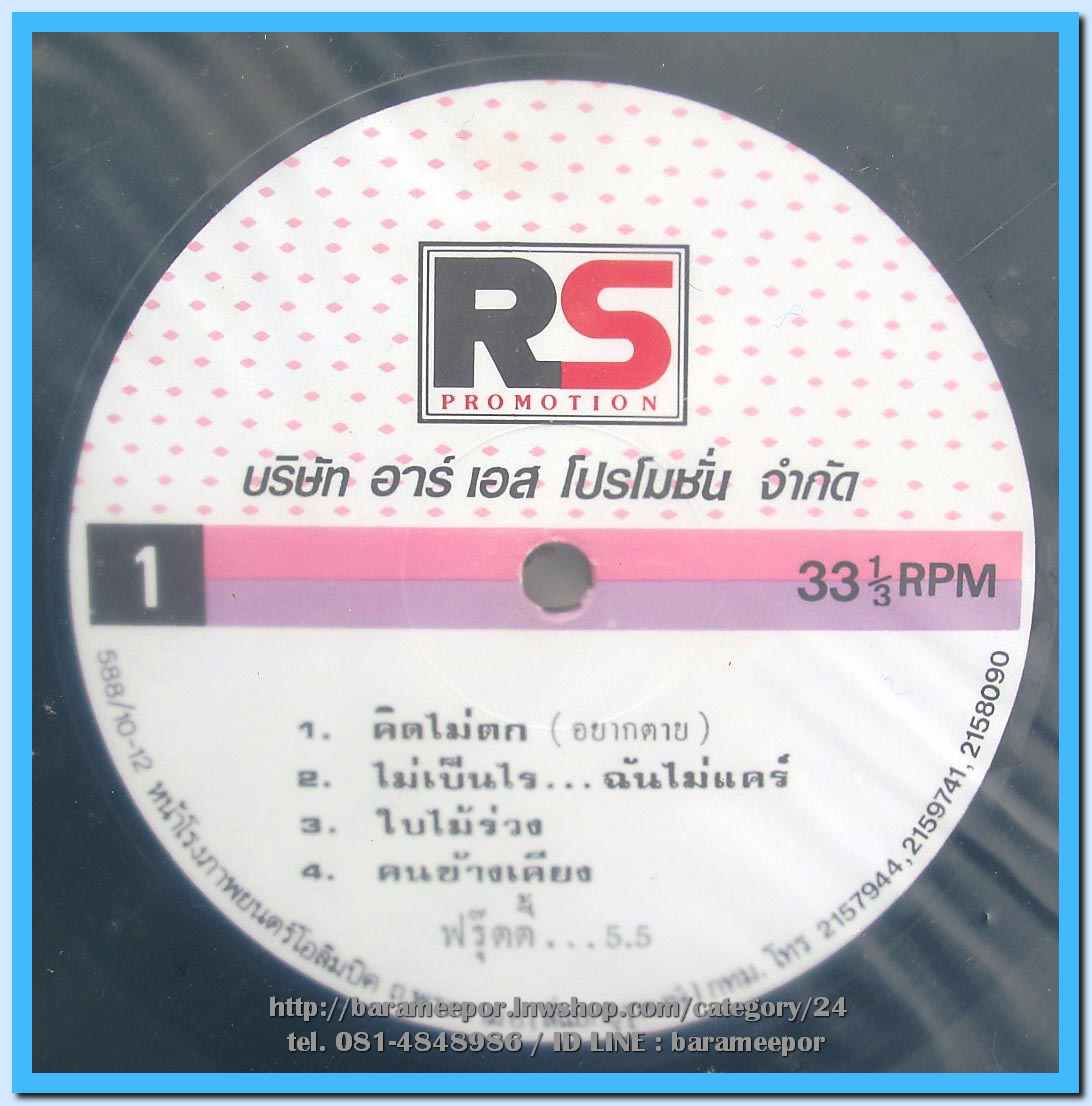 RS
PROMOTION
บริษัท อาร์ เอส โปรโมชั่น จำกัด
1
33 1/3 RPM
1. คิดไม่ตก (อยากตาย)
2. ไม่เป็นไร...ฉันไม่แคร์
3. ใบไม้ร่วง
4. คนข้างเคียง
ฟรุ๊ตตี้...5.5
588/10-12 หน้าโรงภาพยนตร์โอลิมปิค กทม. โทร 2157944, 2159741, 2158090
http://barameepor.lnwshop.com/category/24
tel. 081-4848986 / ID LINE : barameepor